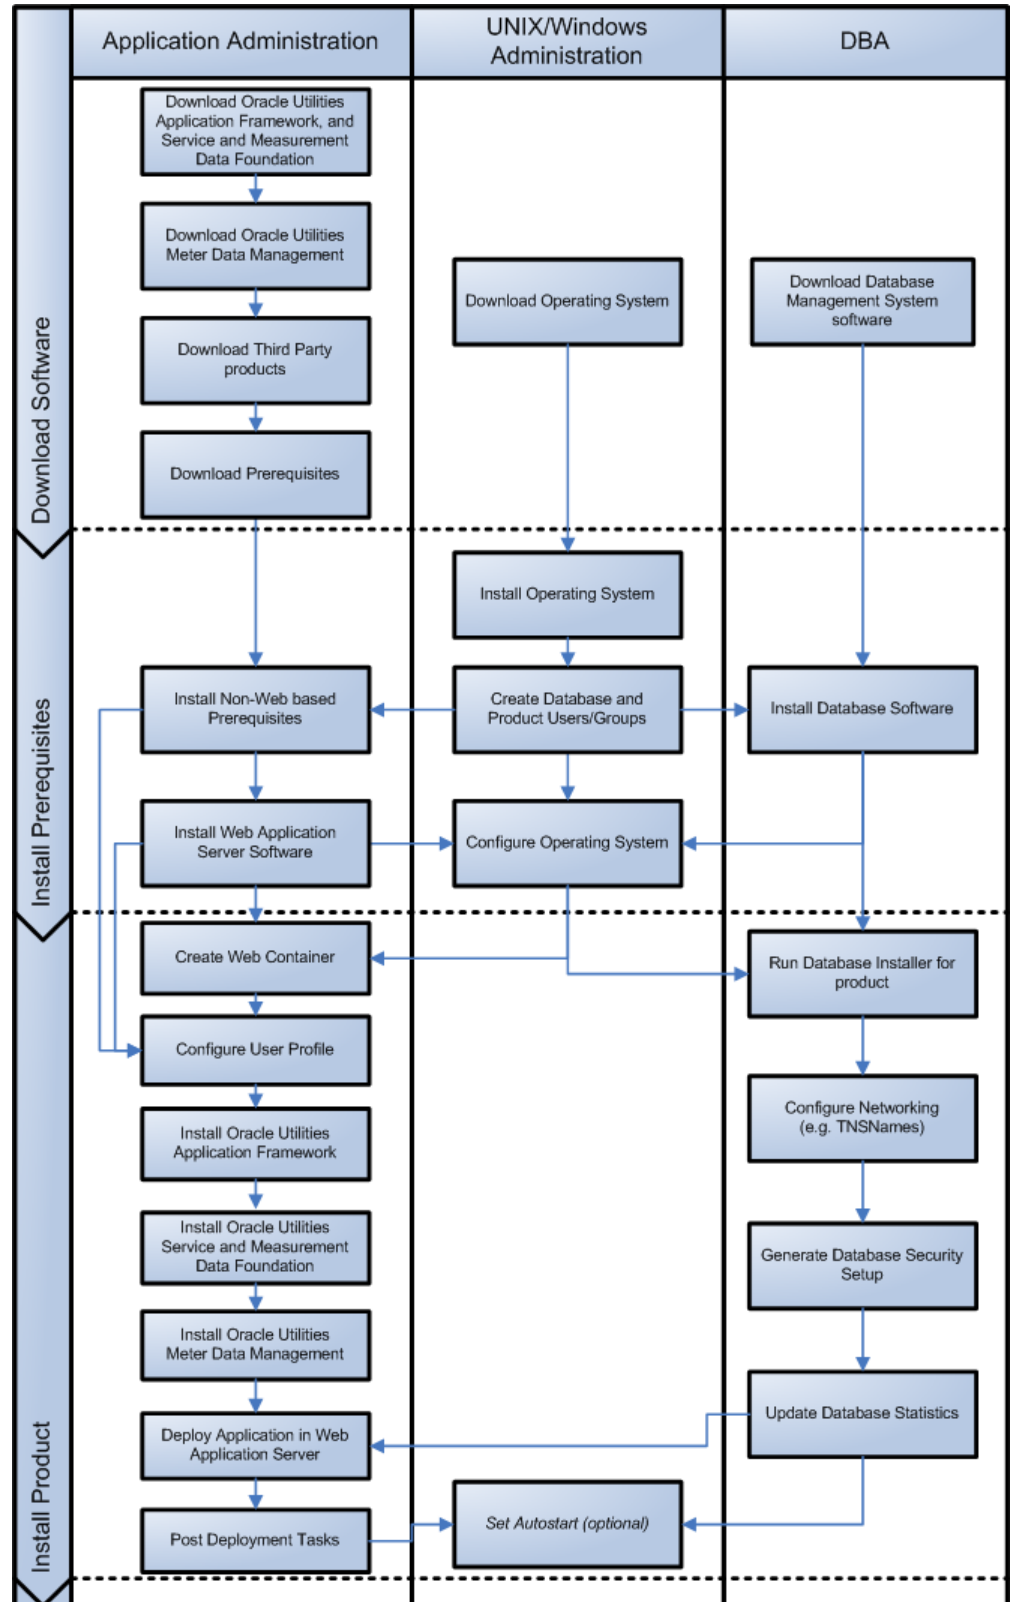 Application Administration
UNIX/Windows
Administration
DBA
Download Software
Download Oracle Utilities
Application Framework, and
Service and Measurement
Data Foundation
Download Oracle Utilities
Meter Data Management
Download Operating System
Download Database
Management System
software
Download Third Party
products
Download Prerequisites
Install Prerequisites
Install Operating System
Install Non-Web based
Prerequisites
Create Database and
Product Users/Groups
Install Database Software
Install Web Application
Server Software
Configure Operating System
Install Product
Create Web Container
Run Database Installer for
product
Configure User Profile
Configure Networking
(e.g. TNSNames)
Install Oracle Utilities
Application Framework
Install Oracle Utilities
Service and Measurement
Data Foundation
Generate Database Security
Setup
Install Oracle Utilities
Meter Data Management
Update Database Statistics
Deploy Application in Web
Application Server
Post Deployment Tasks
Set Autostart (optional)